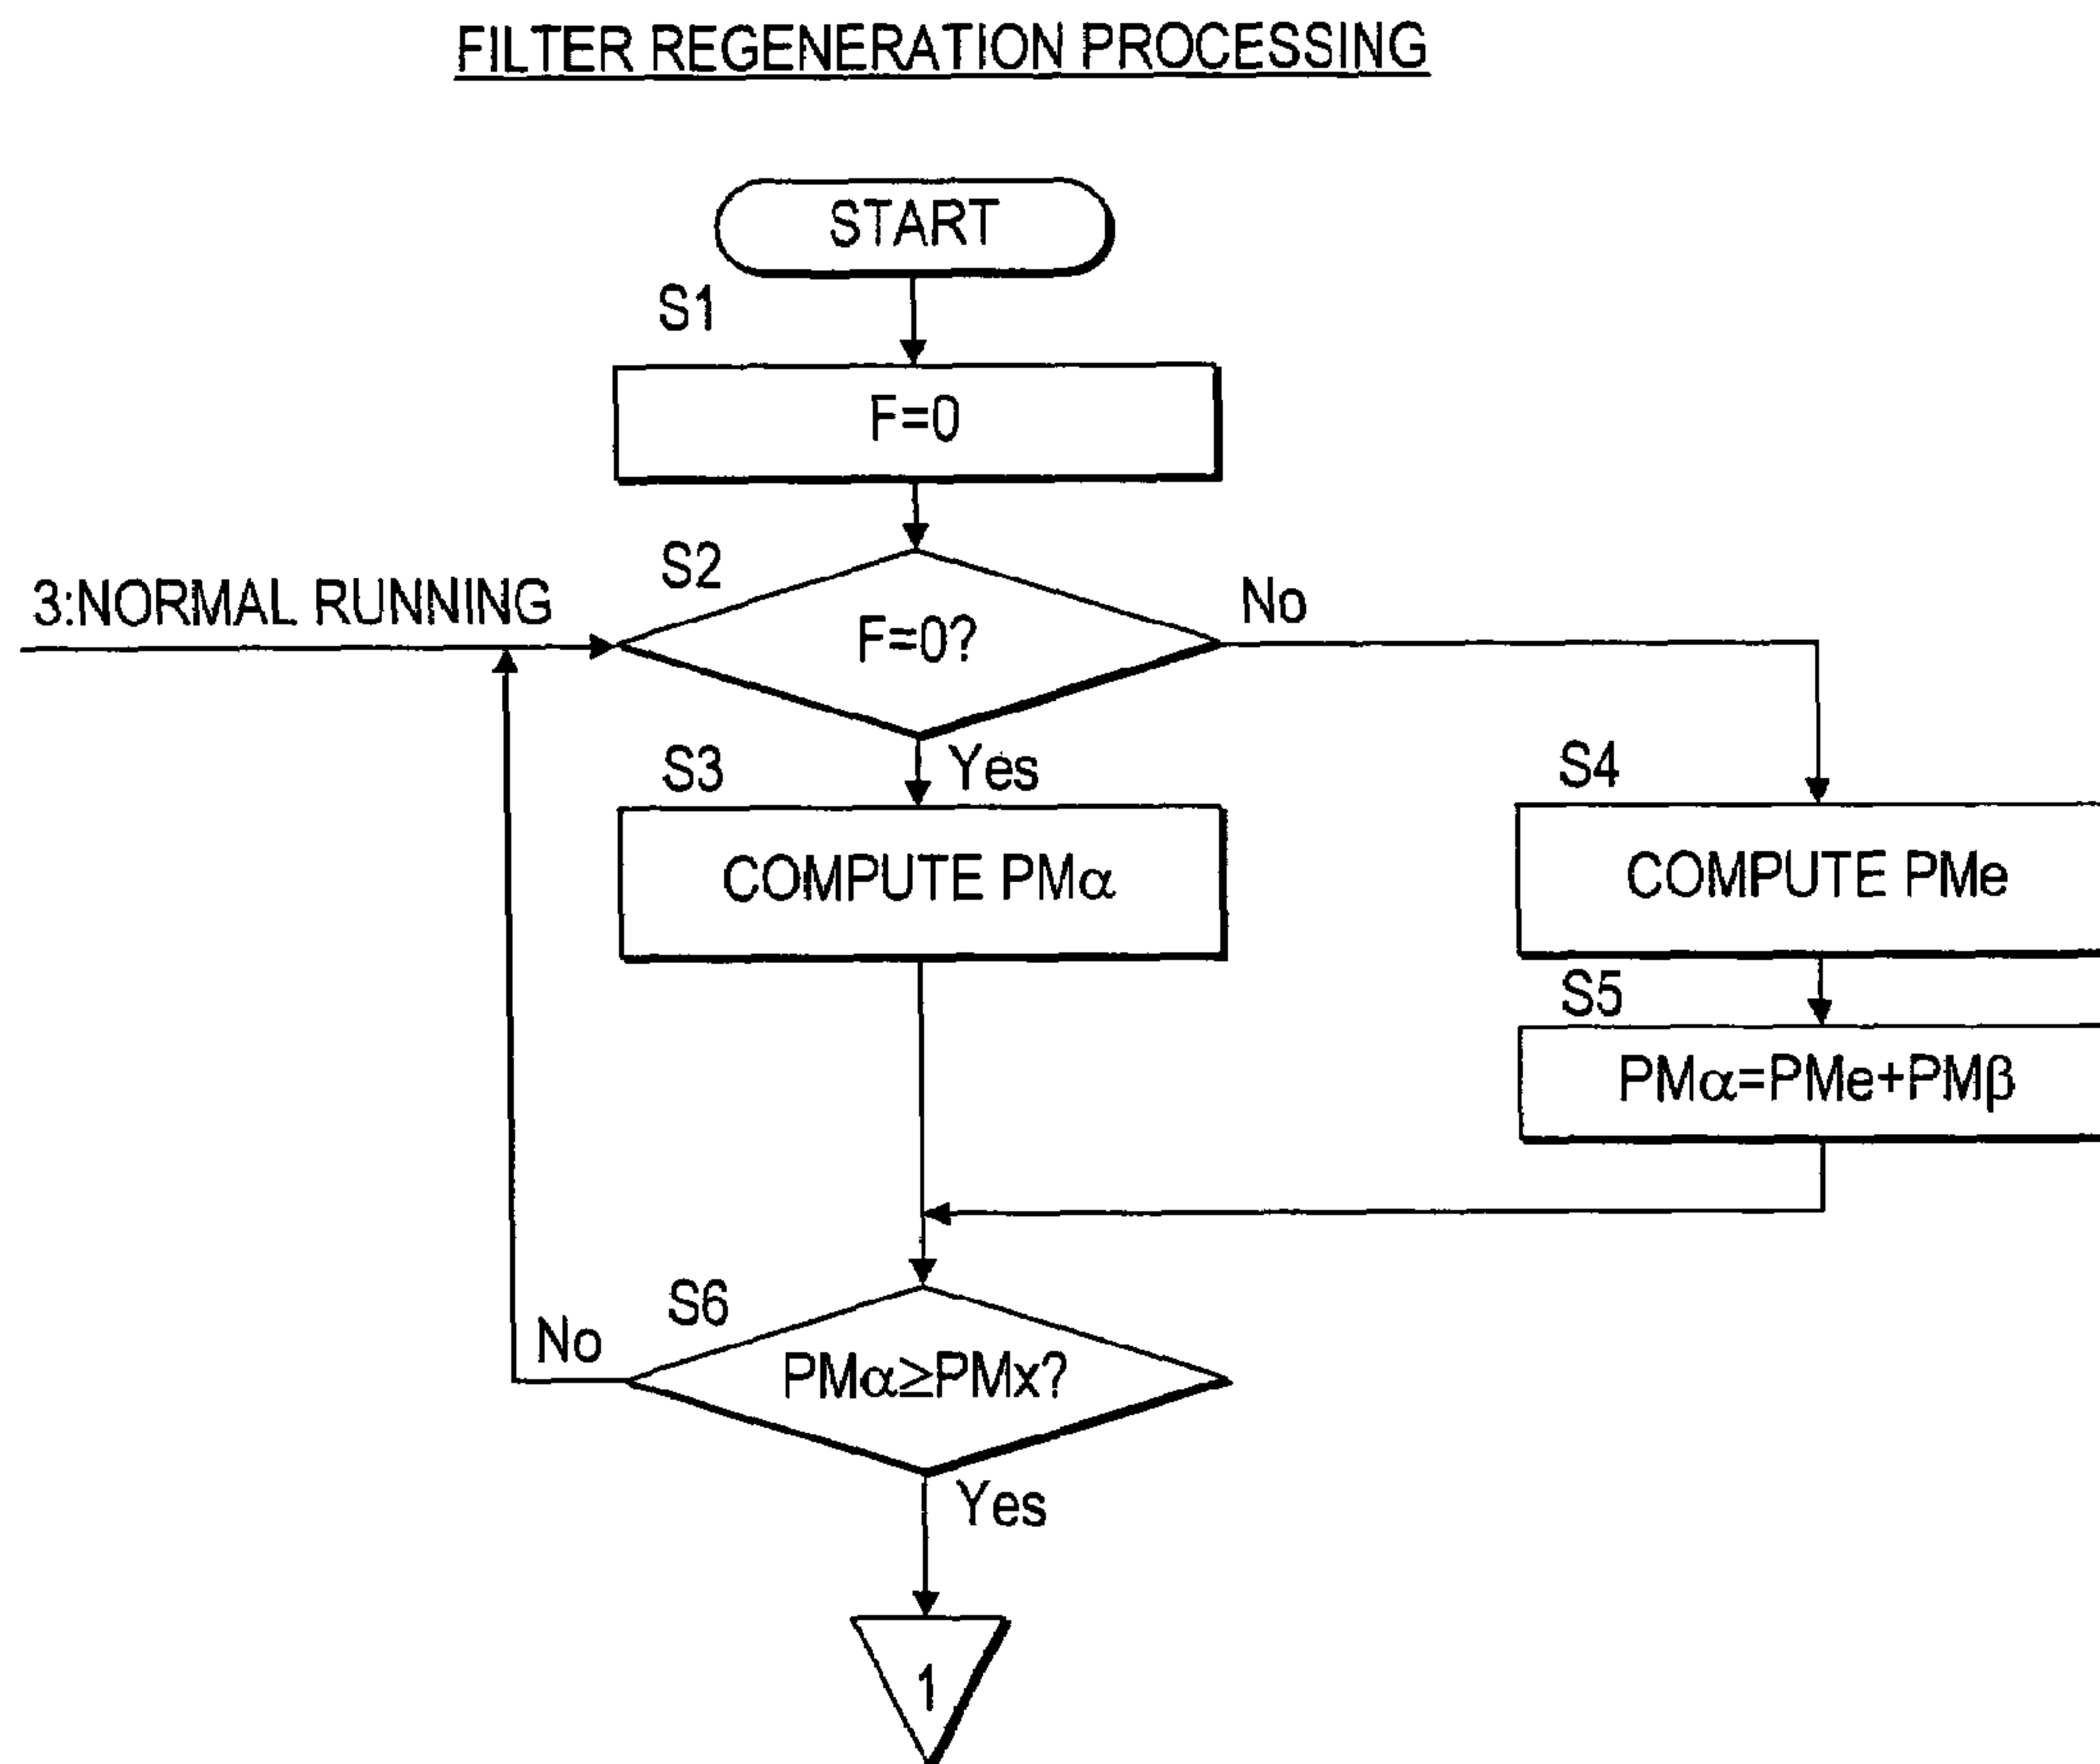 FILTER REGENERATION PROCESSING
START
S1
F=0
S2
3:NORMAL RUNNING
F=0?
No
S3
Yes
S4
COMPUTE PMα
COMPUTE PMe
S5
PMα=PMe+PMβ
S6
No
PMα≥PMx?
Yes
1